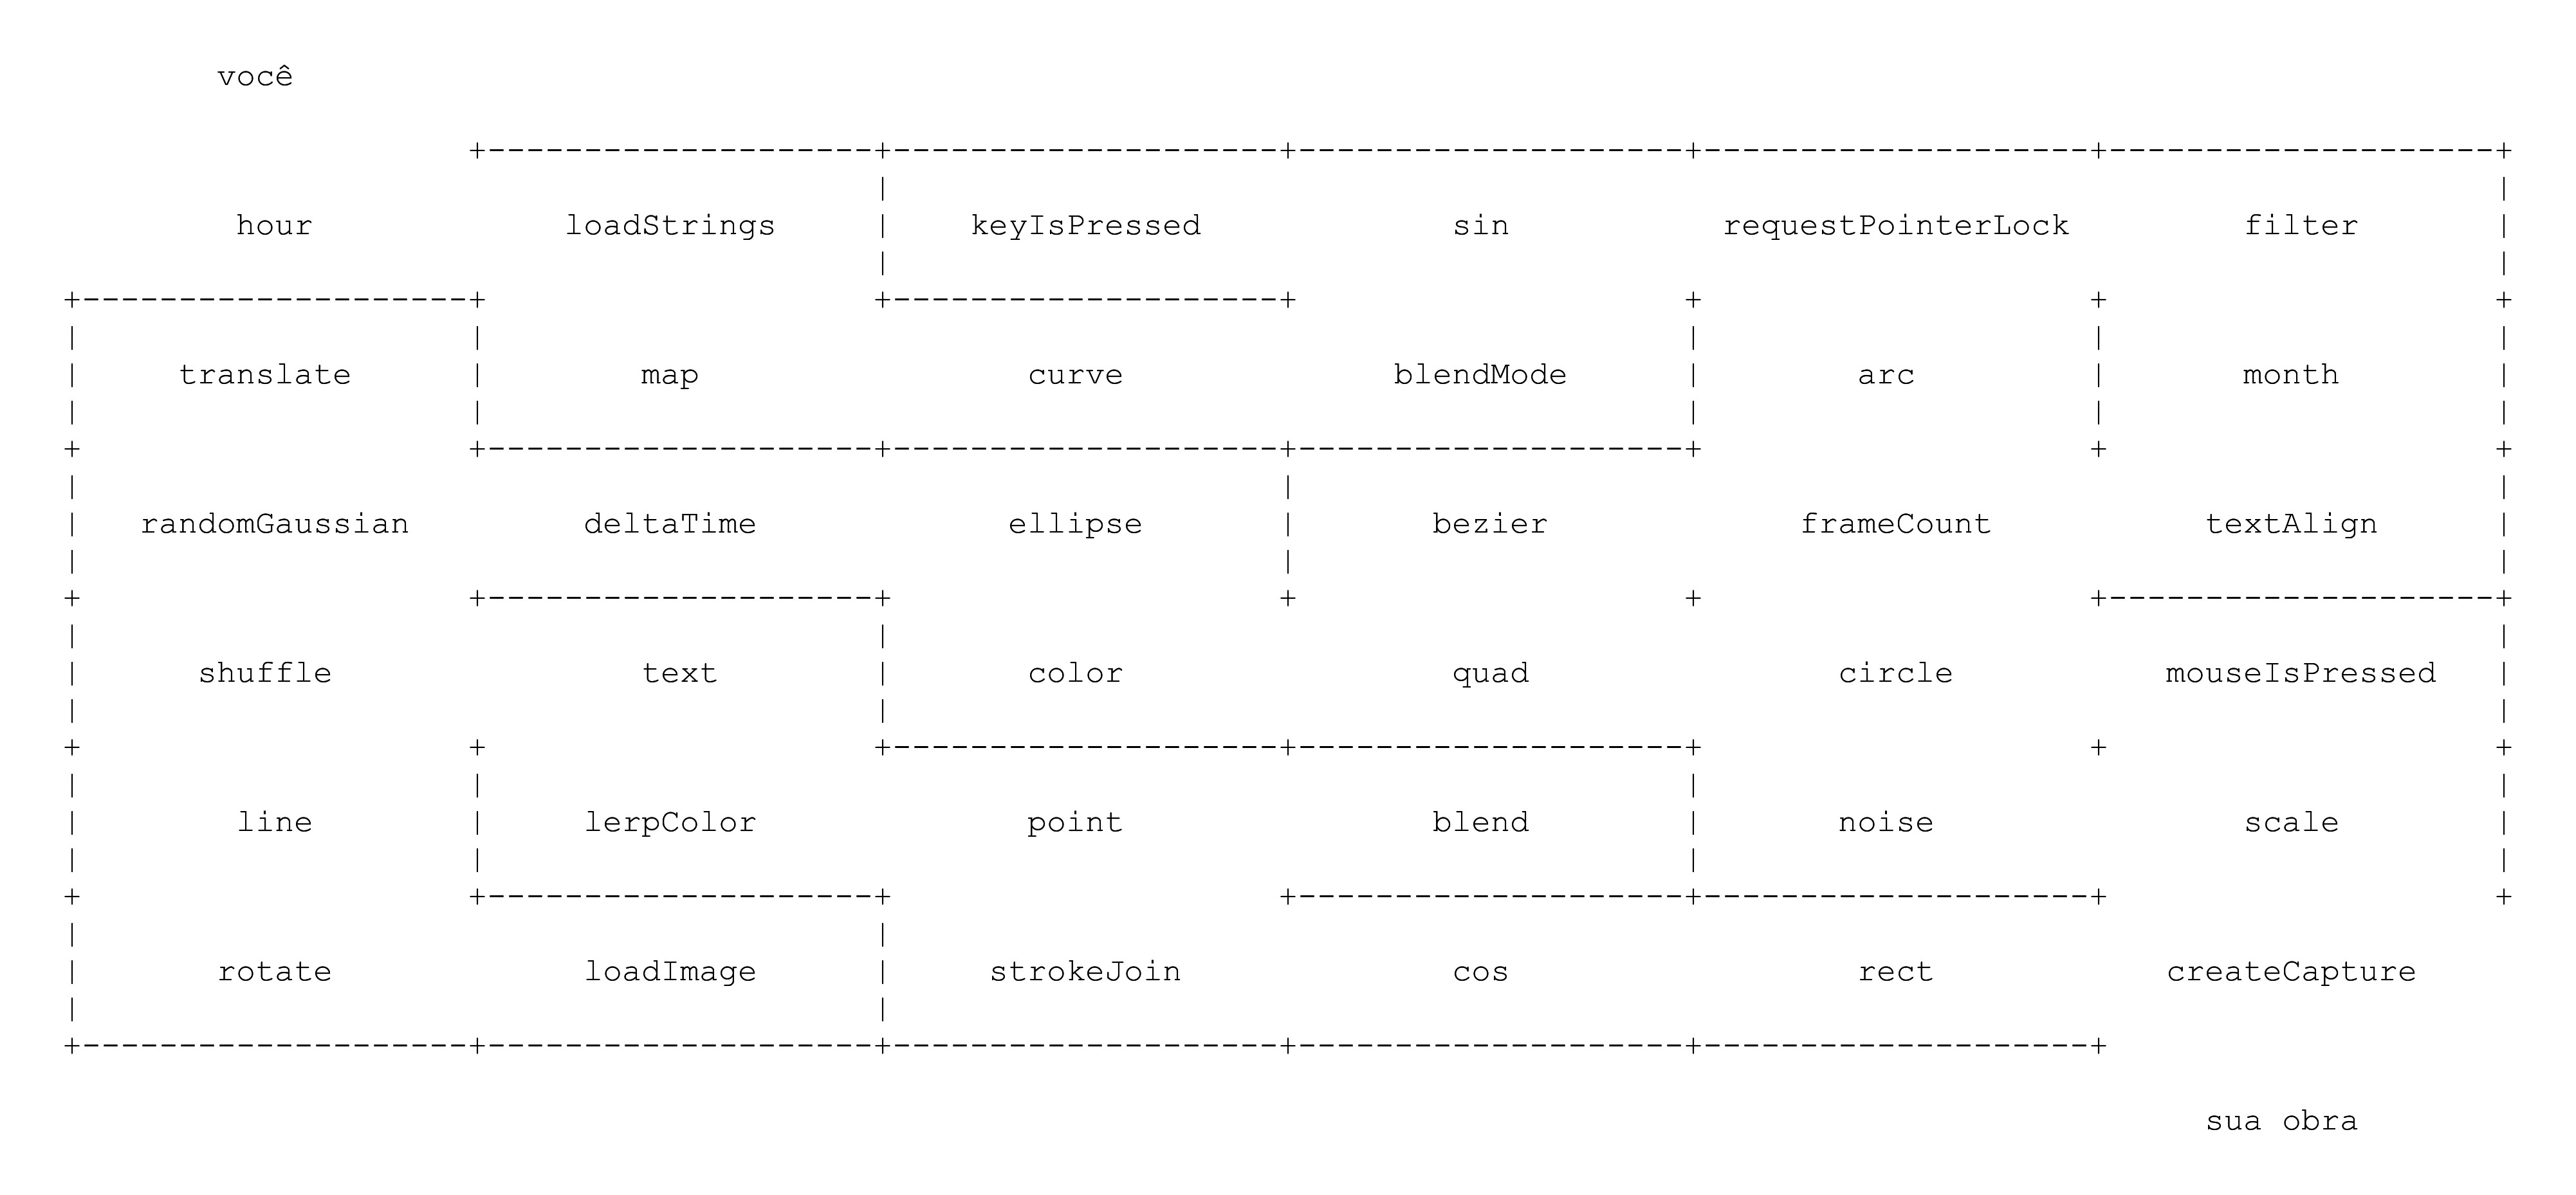 você
hour loadStrings keyIsPressed sin requestPointerLock filter
translate map curve blendMode arc month
randomGaussian deltaTime ellipse bezier frameCount textAlign
shuffle text color quad circle mouseIsPressed
line lerpColor point blend noise scale
rotate loadImage strokeJoin cos rect createCapture
sua obra